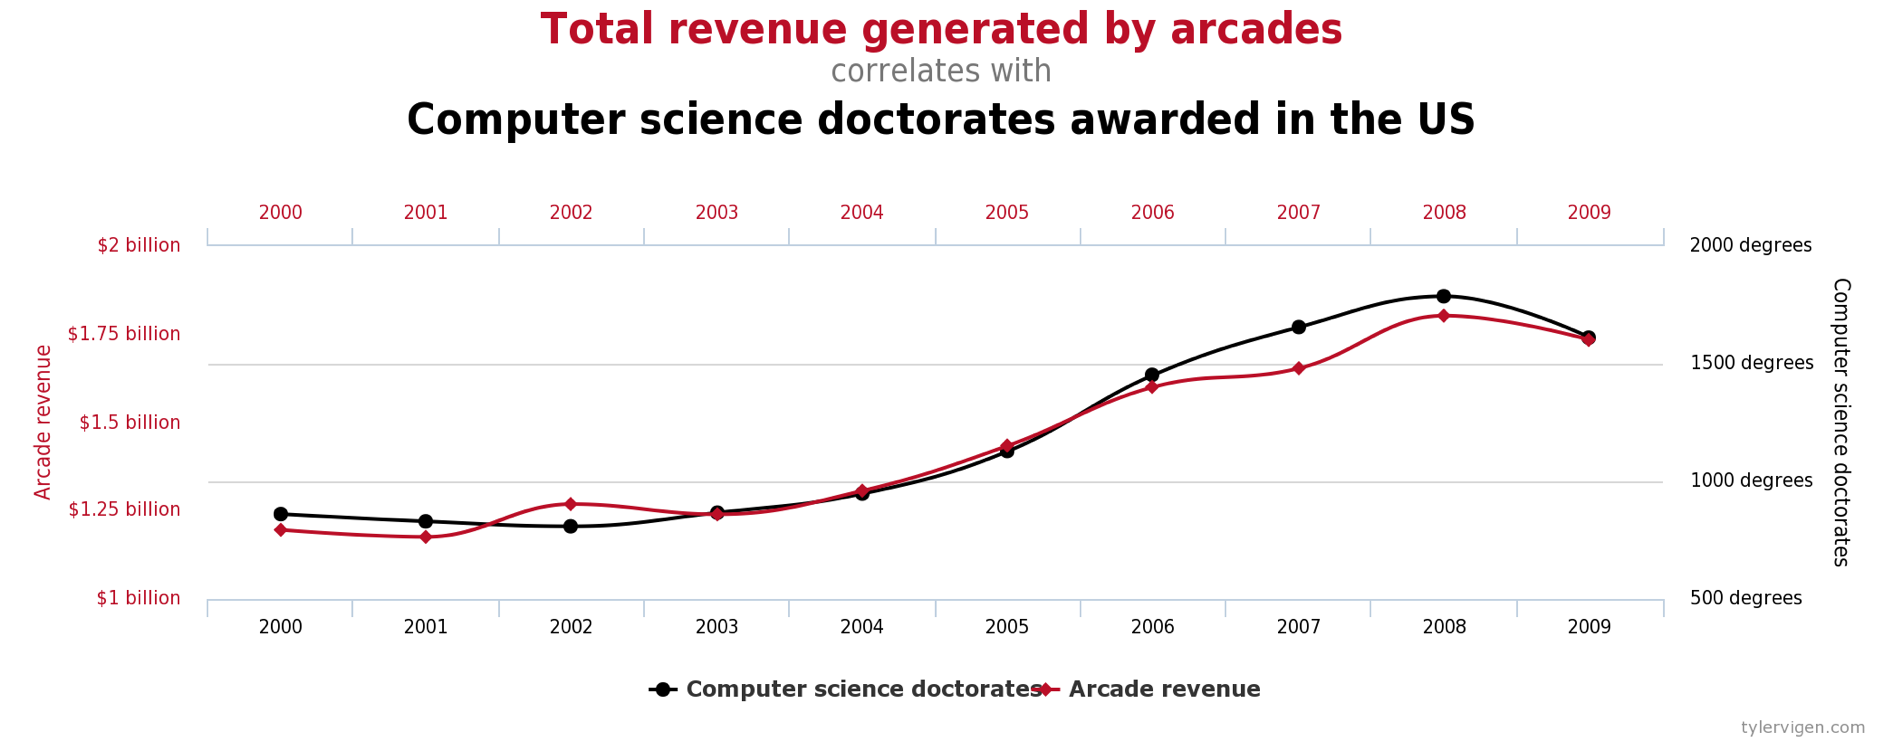 Total revenue generated by arcades
correlates with
Computer science doctorates awarded in the US
2000 2001 2002 2003 2004 2005 2006 2007 2008 2009
$2 billion
$1.75 billion
$1.5 billion
$1.25 billion
$1 billion
Arcade revenue
2000 degrees
1500 degrees
1000 degrees
500 degrees
Computer science doctorates
2000 2001 2002 2003 2004 2005 2006 2007 2008 2009
Computer science doctorates Arcade revenue
tylervigen.com